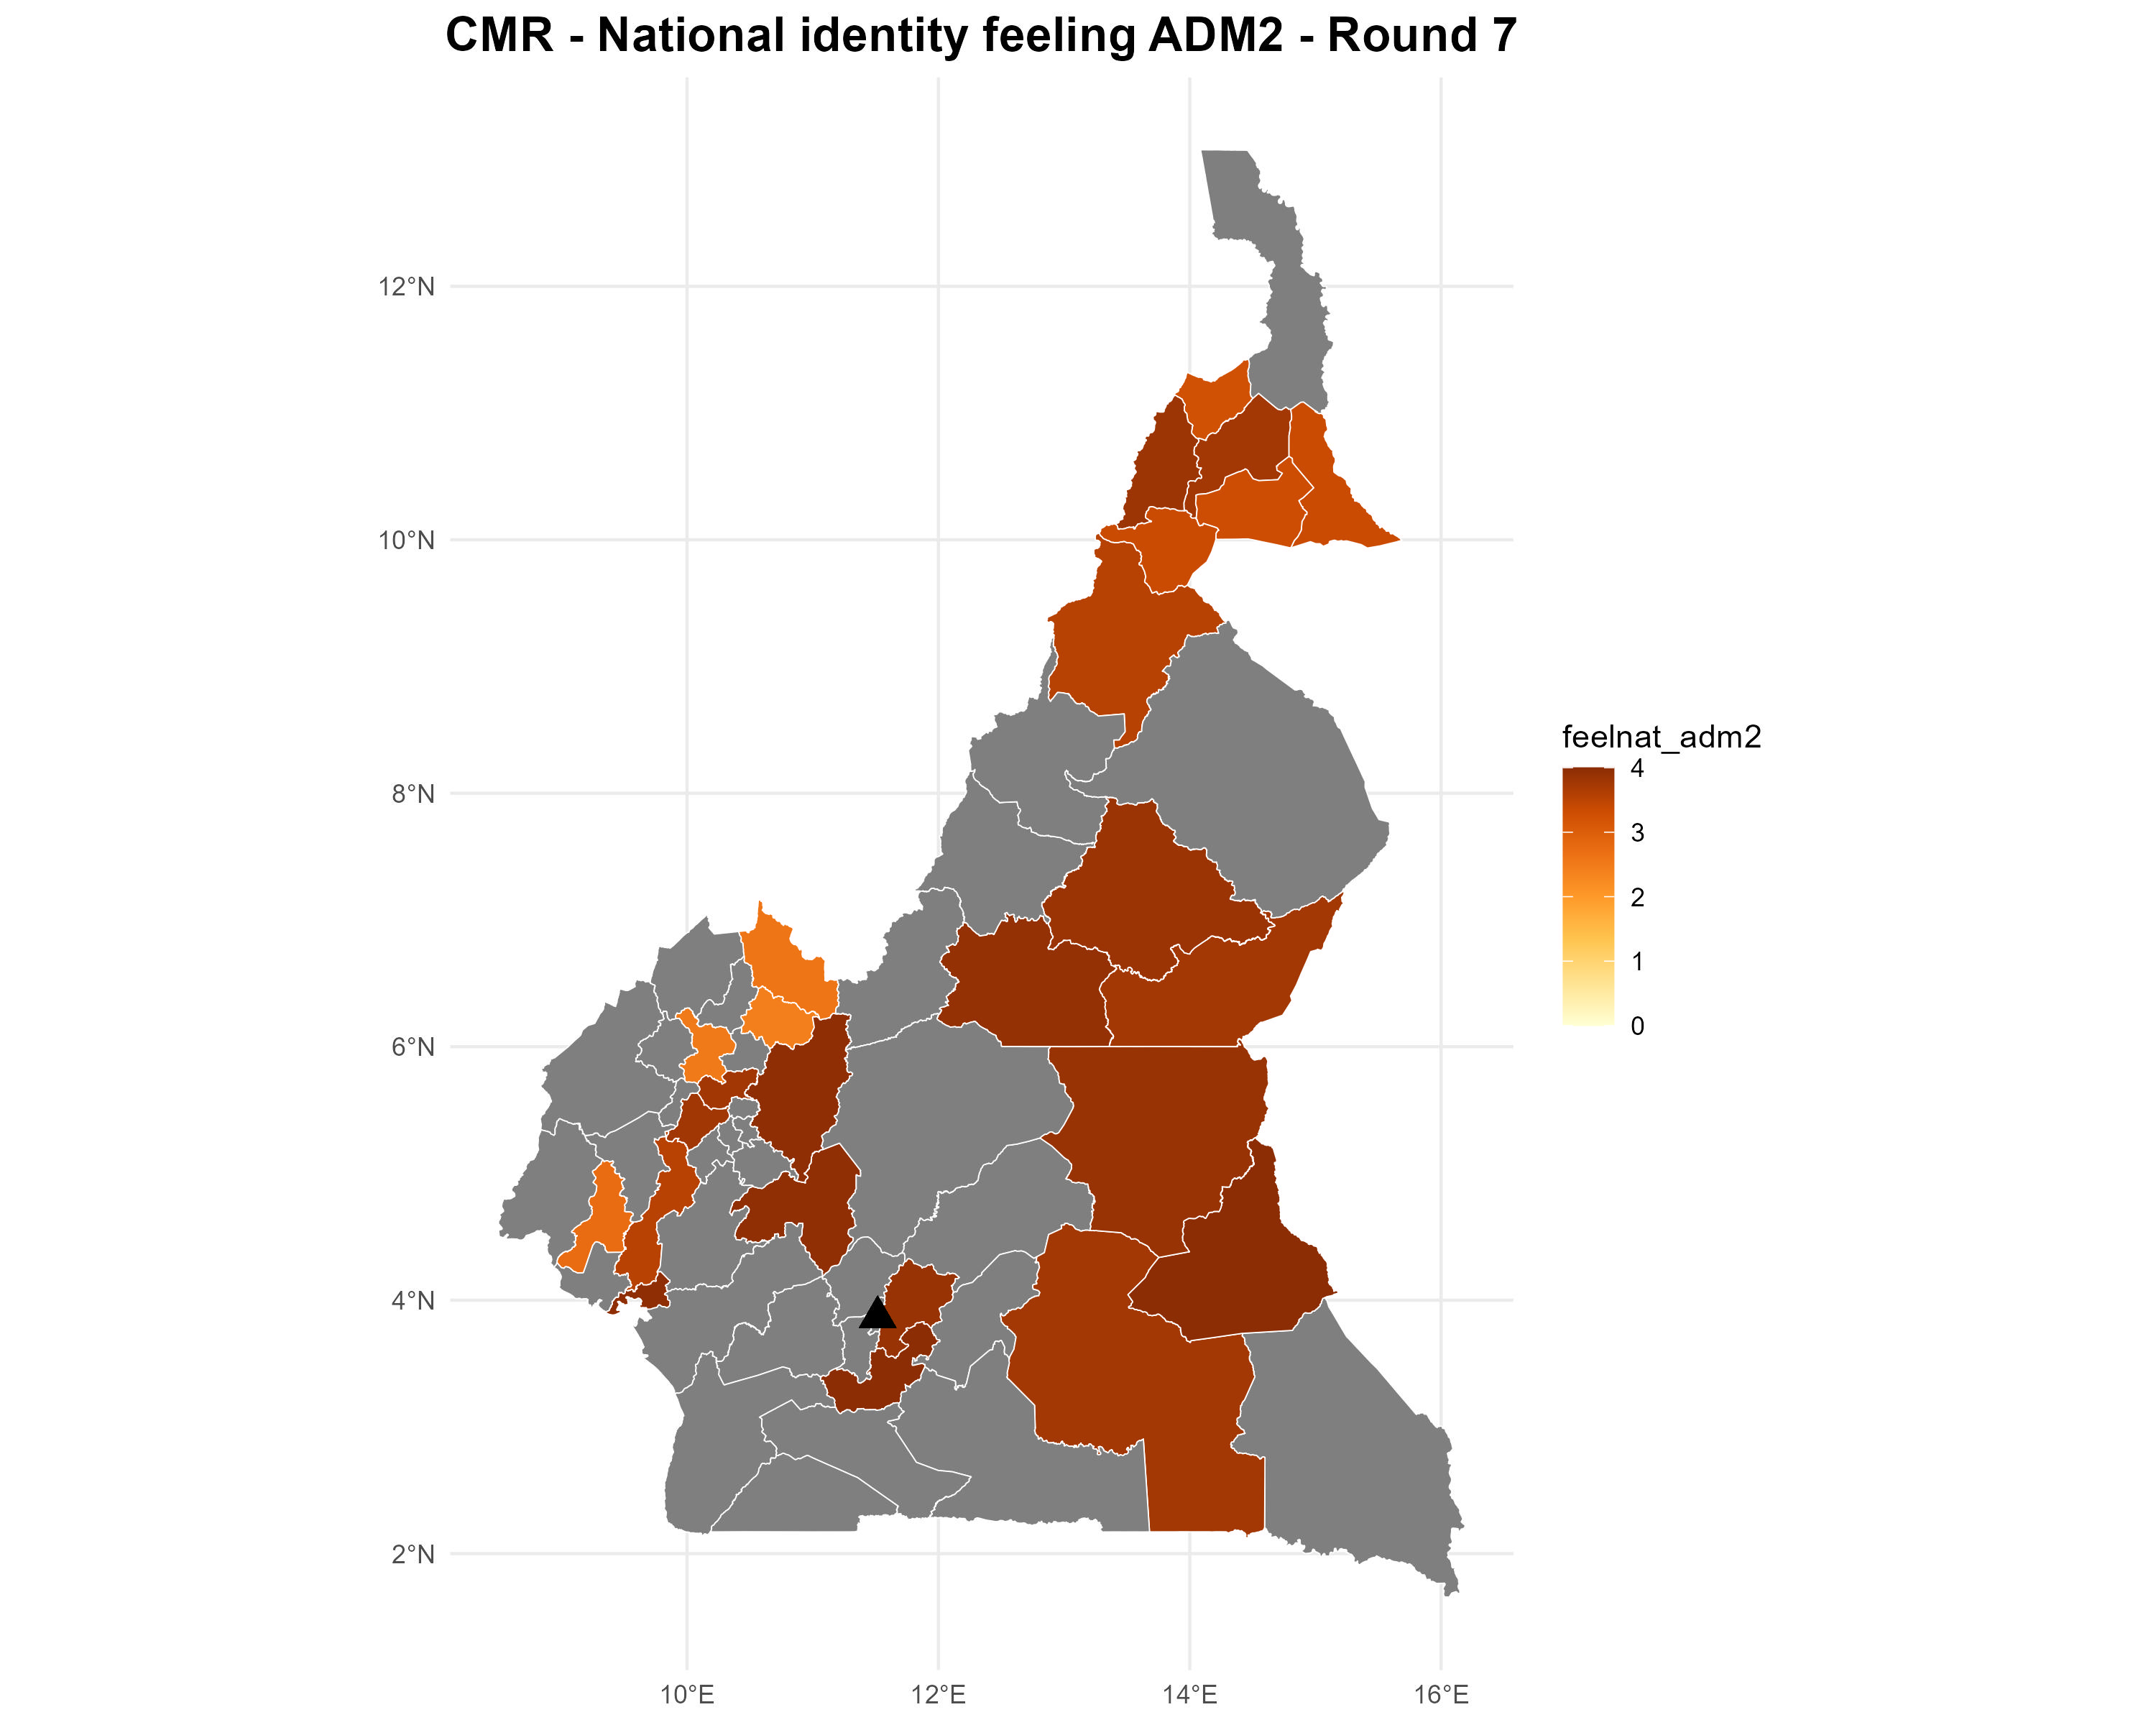 CMR - National identity feeling ADM2 - Round 7
12°N
10°N
8°N
6°N
4°N
2°N
10°E
12°E
14°E
16°E
feelnat_adm2
4
3
2
1
0